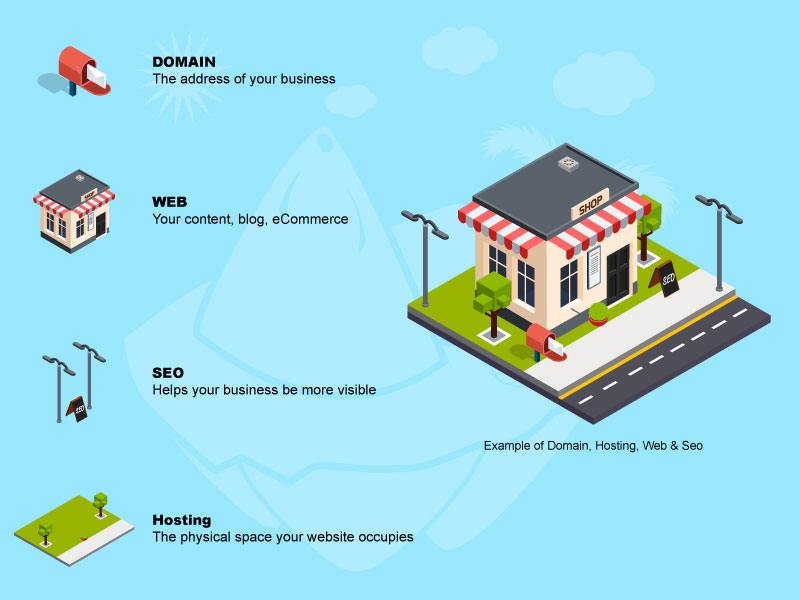 DOMAIN
The address of your business
WEB
Your content, blog, eCommerce
SHOP
SEO
Helps your business be more visible
SEO
Hosting
The physical space your website occupies
SHOP
SEO
Example of Domain, Hosting, Web & Seo